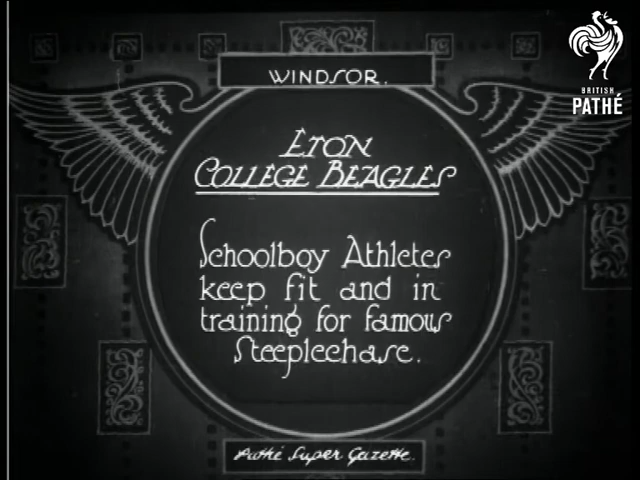 WINDSOR.
BRITISH
PATHÉ
ETON
COLLEGE BEAGLES
Schoolboy Athletes
keep fit and in
training for famous
Steeplechase.
Pathé Super Gazette.